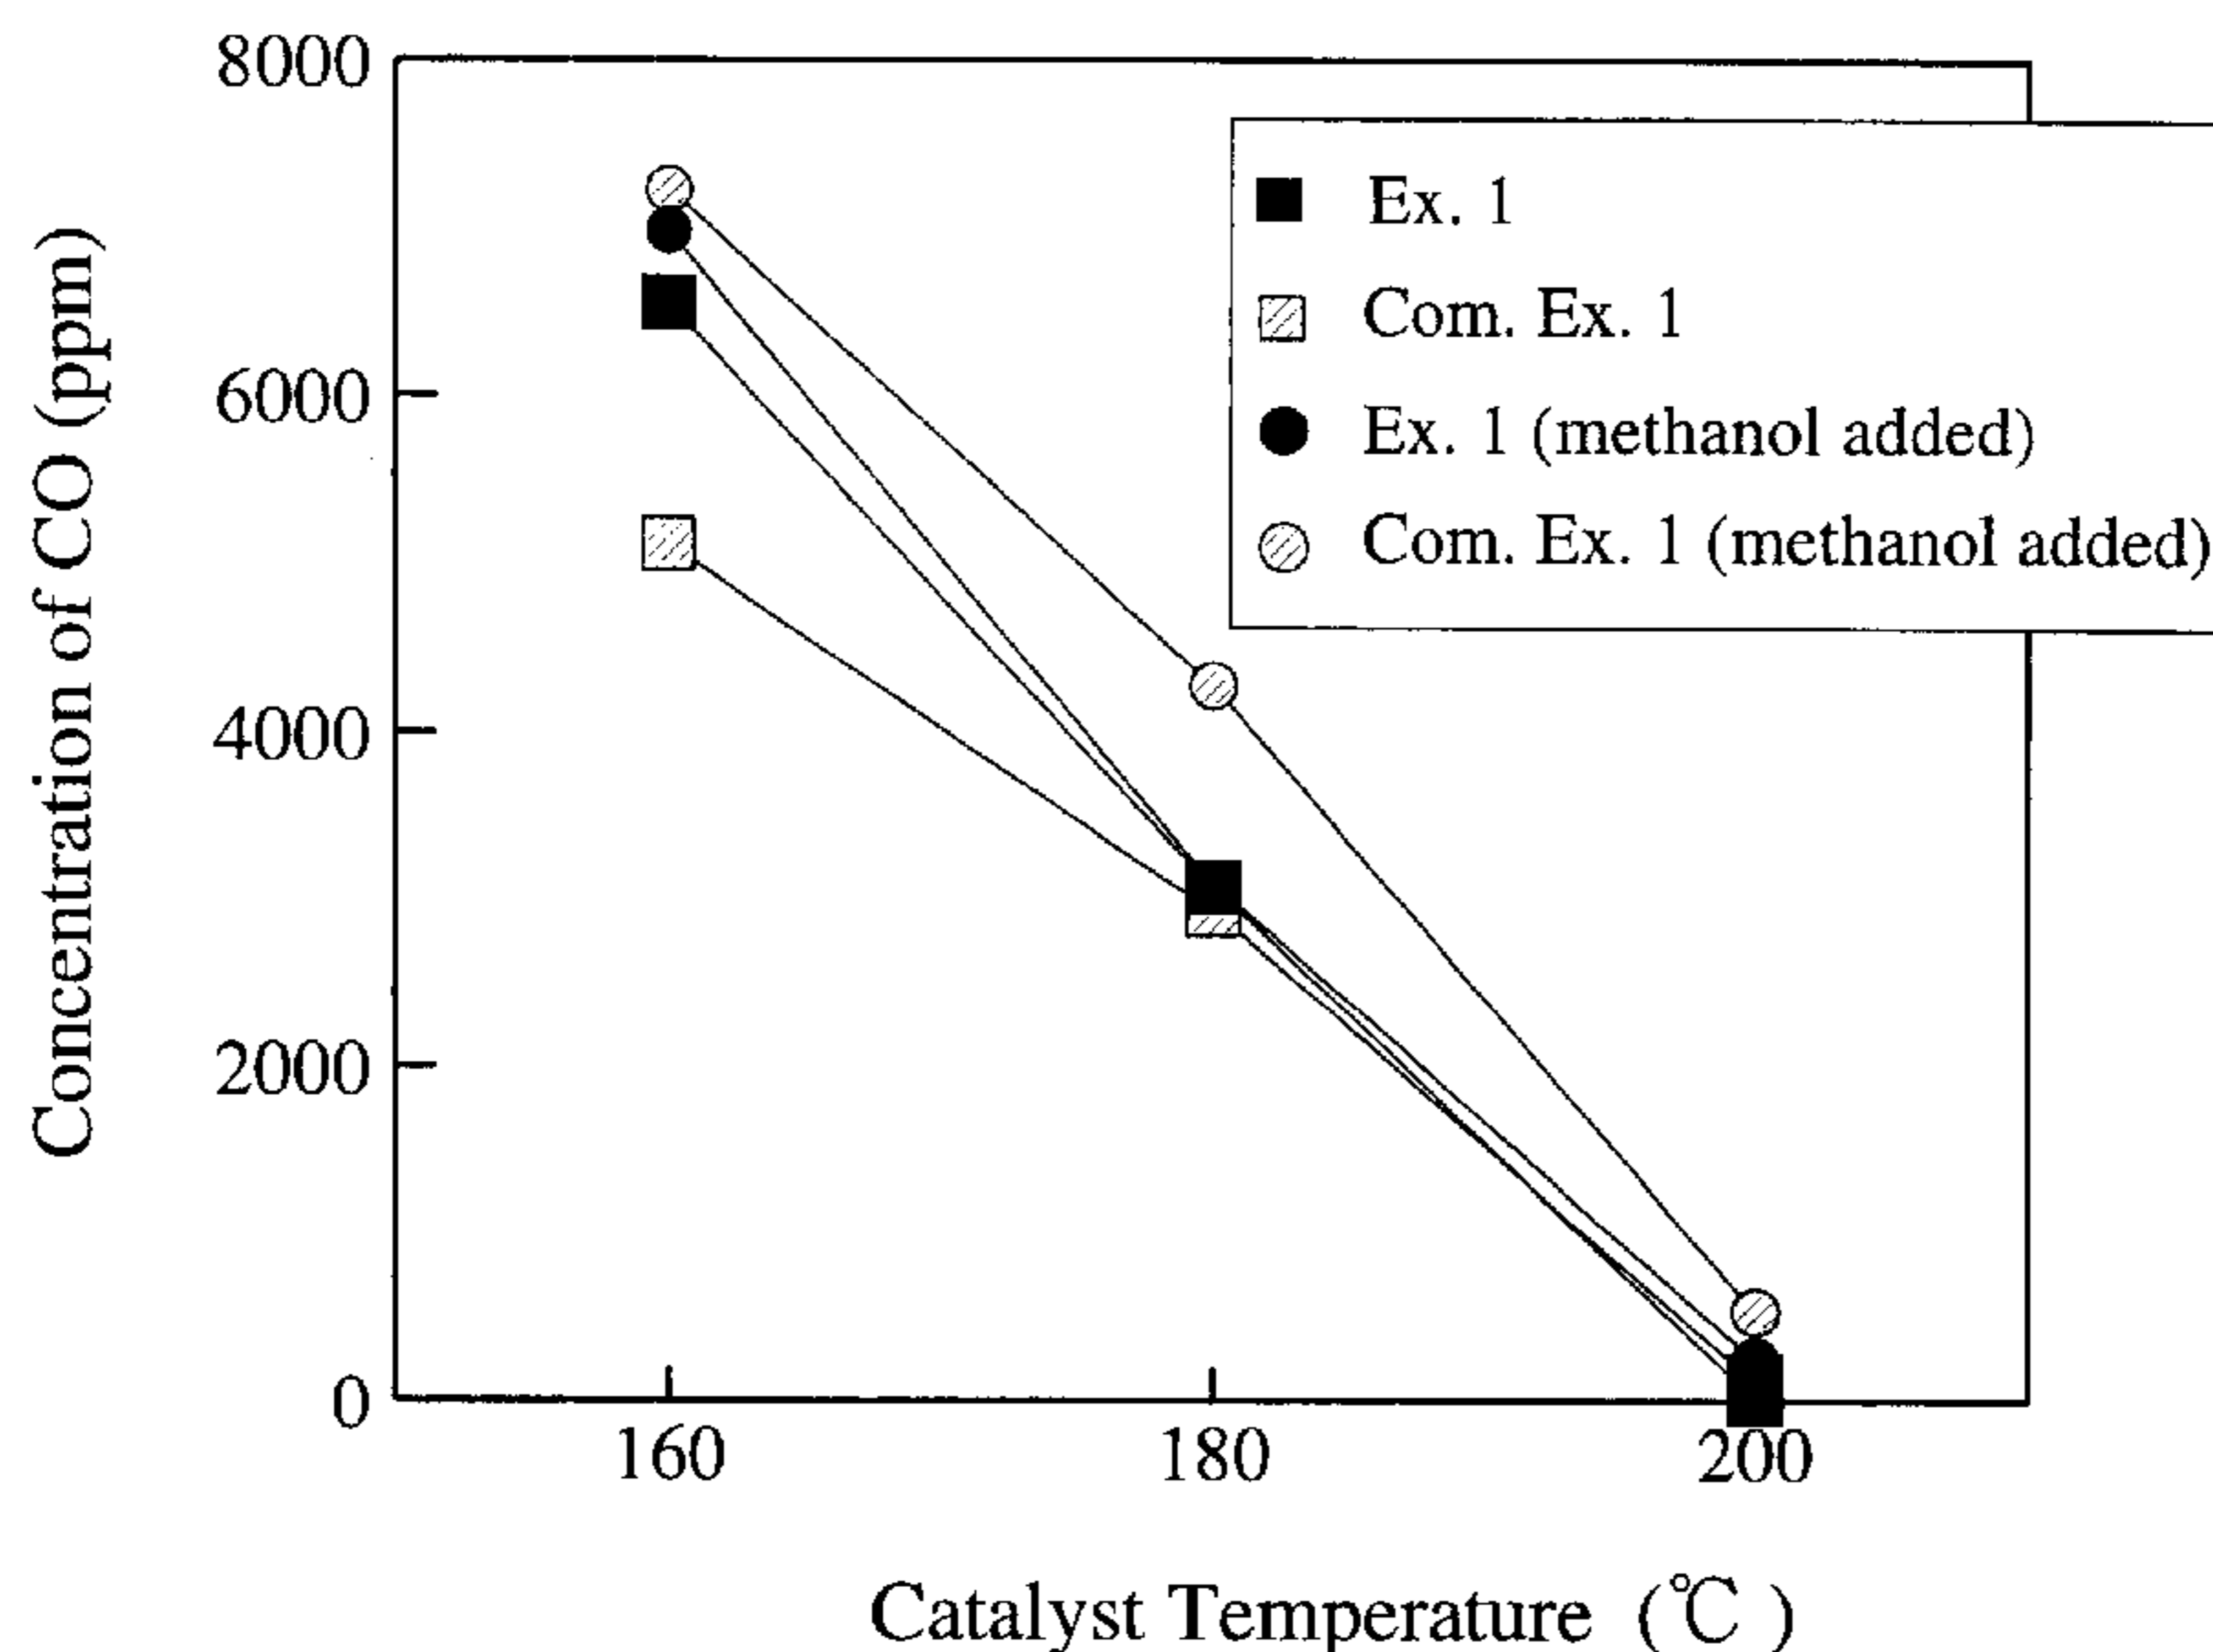 Concentration of CO (ppm)
8000
6000
4000
2000
0
Ex. 1
Com. Ex. 1
Ex. 1 (methanol added)
Com. Ex. 1 (methanol added)
160
180
200
Catalyst Temperature (℃)